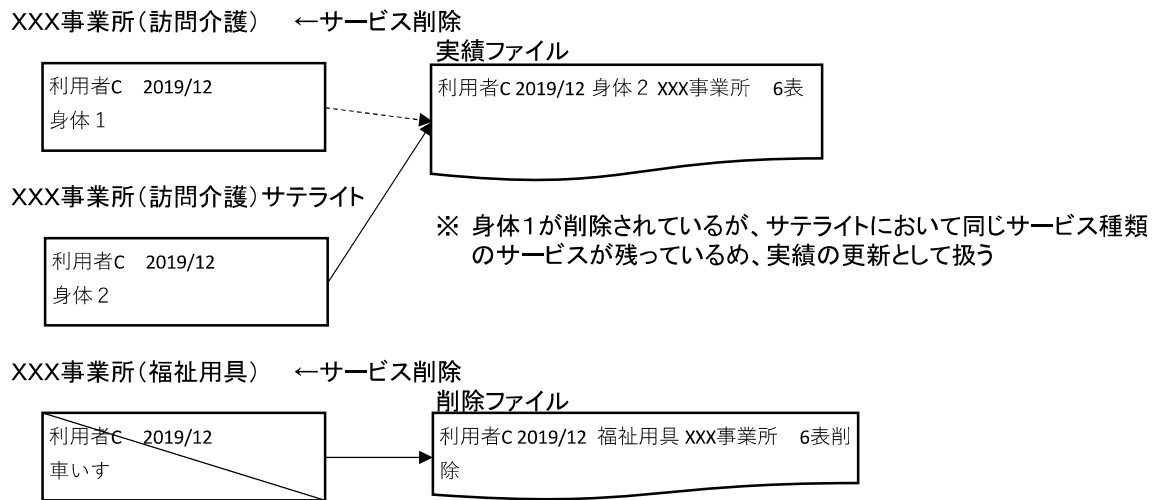 XXX事業所（訪問介護）　←サービス削除
実績ファイル
利用者C　2019/12
身体１
利用者C 2019/12 身体２ XXX事業所　6表
XXX事業所（訪問介護）サテライト
利用者C　2019/12
身体２
※ 身体１が削除されているが、サテライトにおいて同じサービス種類
のサービスが残っているめ、実績の更新として扱う
XXX事業所（福祉用具）　←サービス削除
削除ファイル
利用者C　2019/12
車いす
利用者C 2019/12 福祉用具 XXX事業所　6表削
除